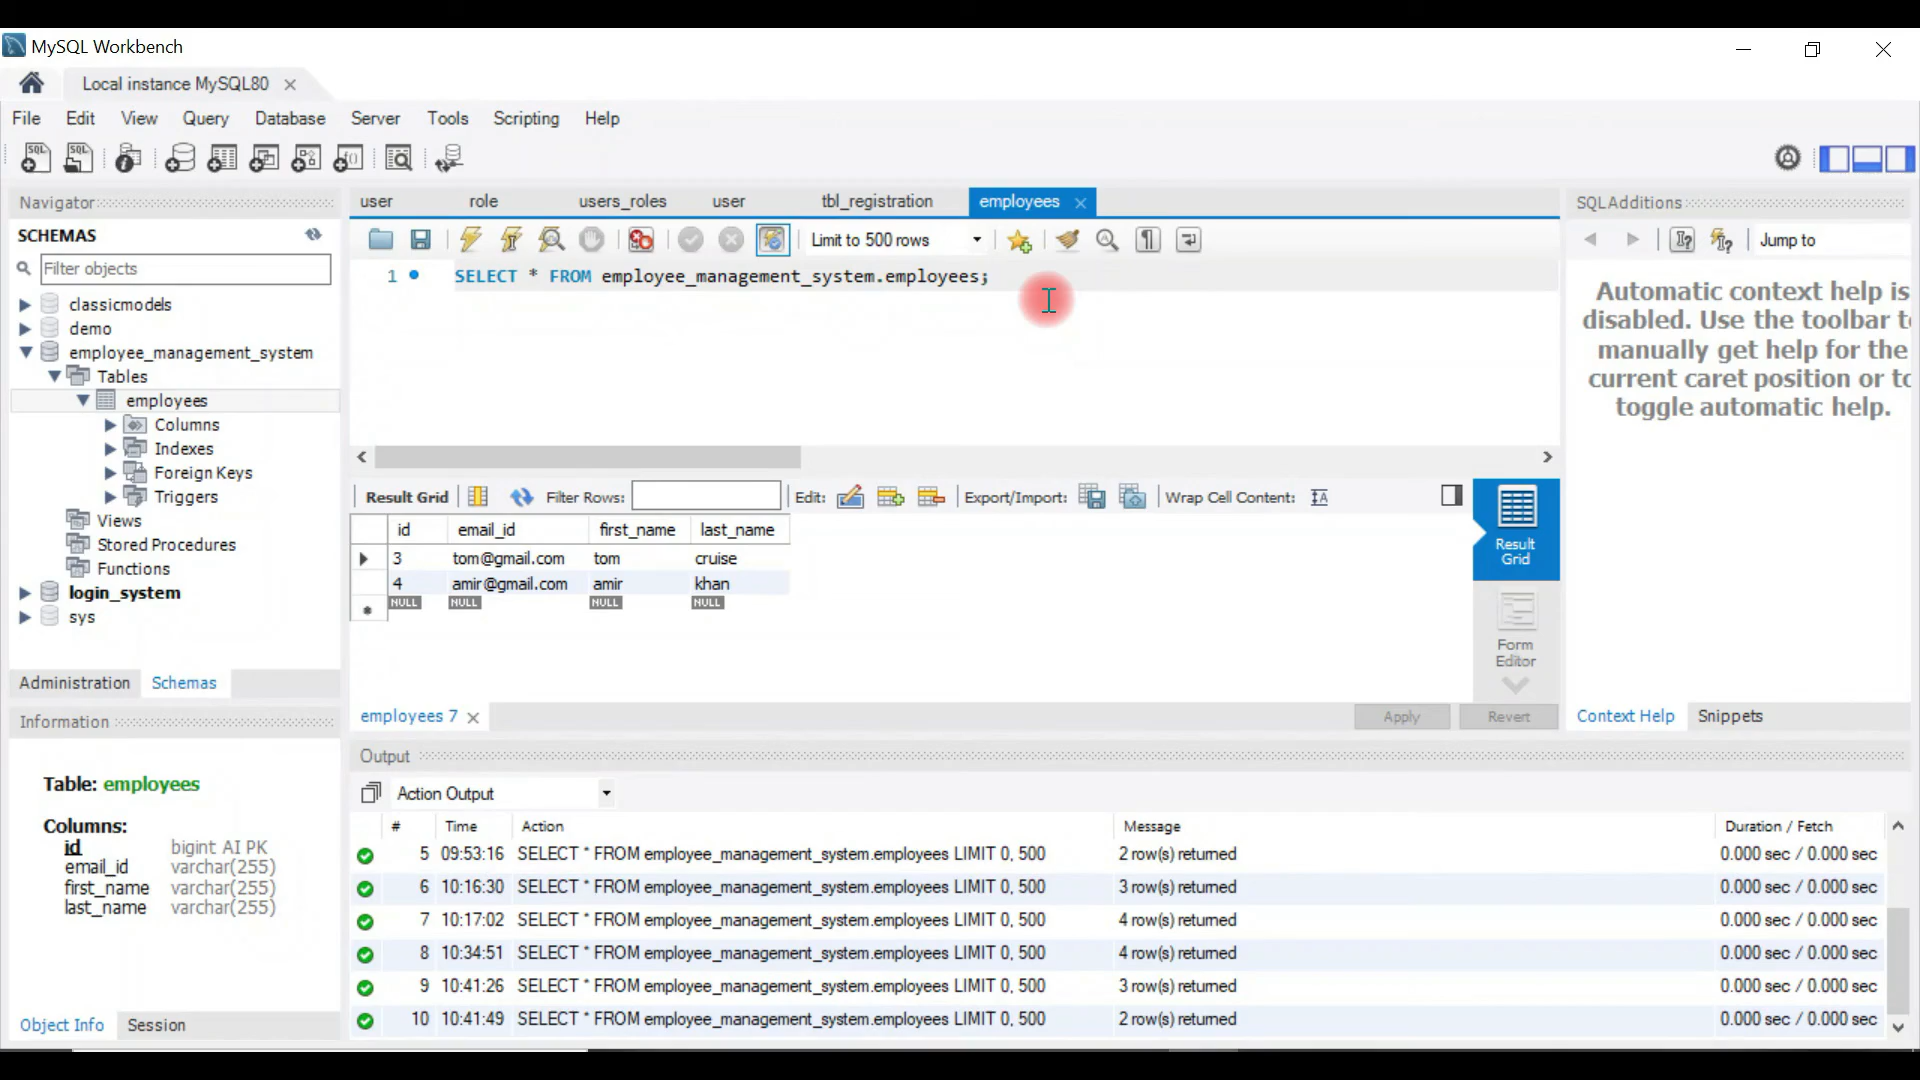 MySQL Workbench
Local instance MySQL80
File Edit View Query Database Server Tools Scripting Help
Navigator
SCHEMAS
Filter objects
classicmodels
demo
employee_management_system
Tables
employees
Columns
Indexes
Foreign Keys
Triggers
Views
Stored Procedures
Functions
login_system
sys
Administration Schemas
Information
Table: employees
Columns:
id bigint AI PK
email_id varchar(255)
first_name varchar(255)
last_name varchar(255)
Object Info Session
user role users_roles user tbl_registration employees
Limit to 500 rows
1 SELECT * FROM employee_management_system.employees;
Result Grid Filter Rows: Edit: Export/Import: Wrap Cell Content:
id email_id first_name last_name
3 tom@gmail.com tom cruise
4 amir@gmail.com amir khan
NULL NULL NULL NULL
Result
Grid
Form
Editor
employees 7 Apply Revert
SQLAdditions
Jump to
Automatic context help is
disabled. Use the toolbar t
manually get help for the
current caret position or to
toggle automatic help.
Context Help Snippets
Output
Action Output
# Time Action Message Duration / Fetch
5 09:53:16 SELECT * FROM employee_management_system.employees LIMIT 0, 500 2 row(s) returned 0.000 sec / 0.000 sec
6 10:16:30 SELECT * FROM employee_management_system.employees LIMIT 0, 500 3 row(s) returned 0.000 sec / 0.000 sec
7 10:17:02 SELECT * FROM employee_management_system.employees LIMIT 0, 500 4 row(s) returned 0.000 sec / 0.000 sec
8 10:34:51 SELECT * FROM employee_management_system.employees LIMIT 0, 500 4 row(s) returned 0.000 sec / 0.000 sec
9 10:41:26 SELECT * FROM employee_management_system.employees LIMIT 0, 500 3 row(s) returned 0.000 sec / 0.000 sec
10 10:41:49 SELECT * FROM employee_management_system.employees LIMIT 0, 500 2 row(s) returned 0.000 sec / 0.000 sec